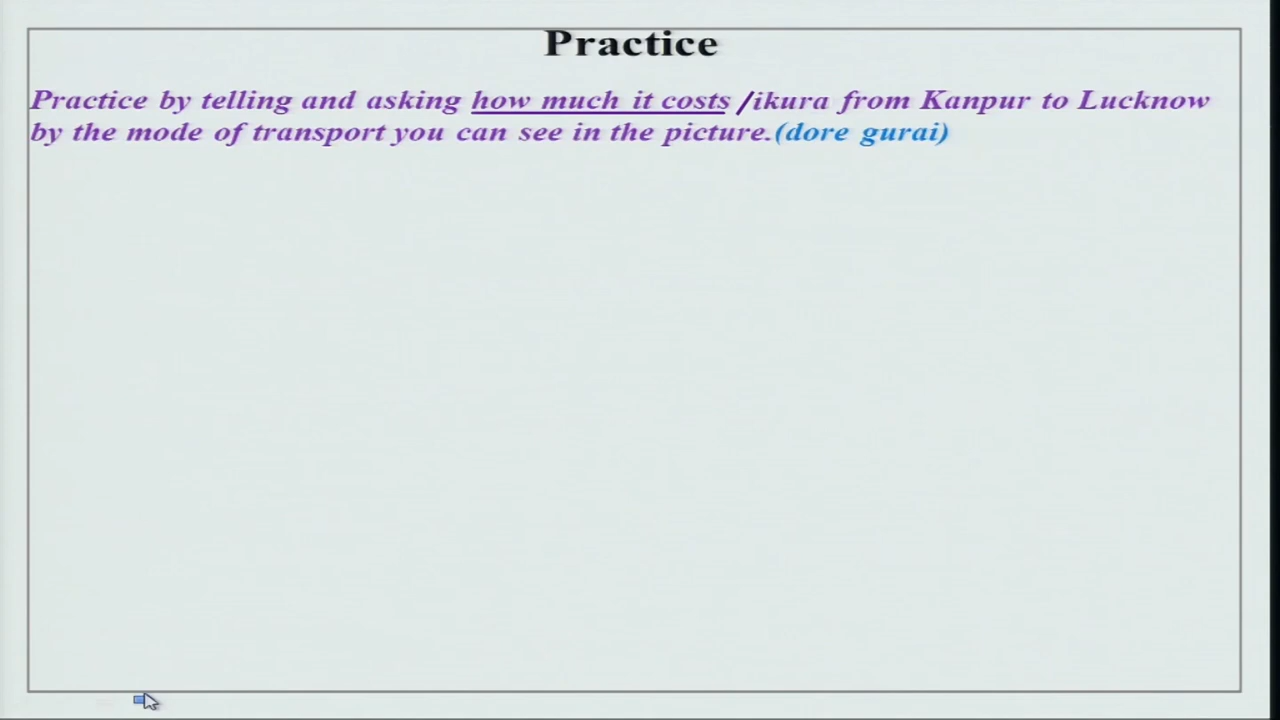 Practice
Practice by telling and asking how much it costs /ikura from Kanpur to Lucknow
by the mode of transport you can see in the picture.(dore gurai)